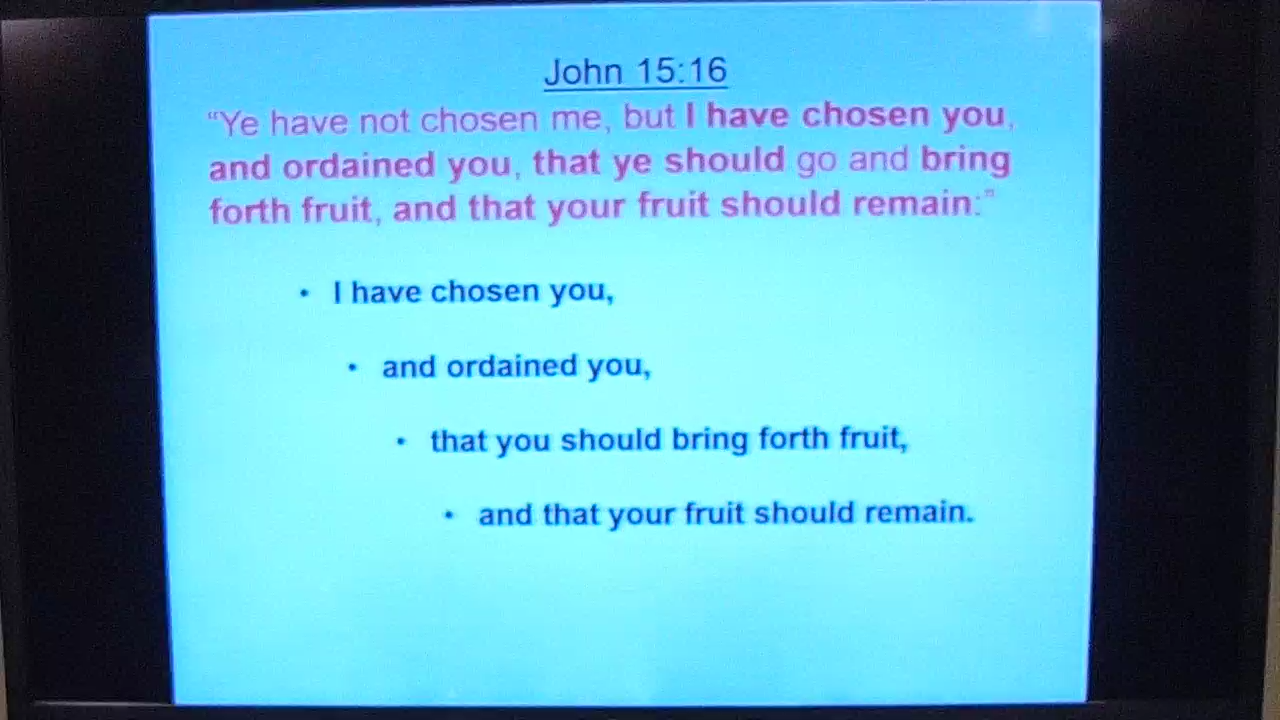 John 15:16
“Ye have not chosen me, but I have chosen you,
and ordained you, that ye should go and bring
forth fruit, and that your fruit should remain:”
• I have chosen you,
• and ordained you,
• that you should bring forth fruit,
• and that your fruit should remain.